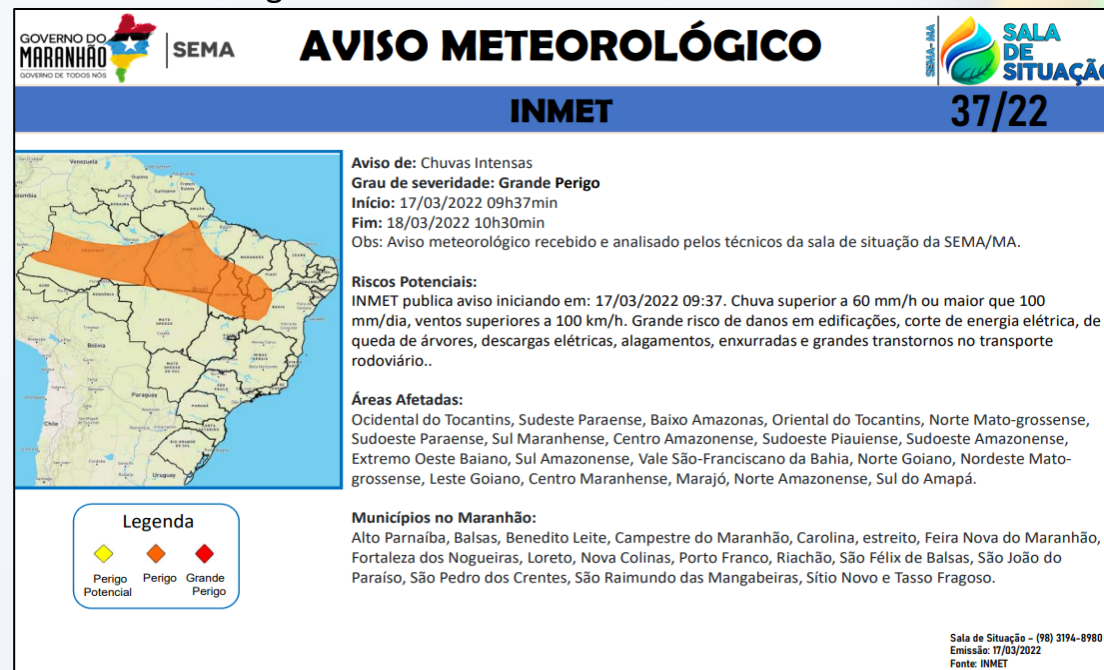 GOVERNO DO
MARANHÃO
GOVERNO DE TODOS NÓS
SEMA
AVISO METEOROLÓGICO
SEMA-MA
SALA
DE
SITUAÇÃO
INMET
37/22
Aviso de: Chuvas Intensas
Grau de severidade: Grande Perigo
Início: 17/03/2022 09h37min
Fim: 18/03/2022 10h30min
Obs: Aviso meteorológico recebido e analisado pelos técnicos da sala de situação da SEMA/MA.
Riscos Potenciais:
INMET publica aviso iniciando em: 17/03/2022 09:37. Chuva superior a 60 mm/h ou maior que 100
mm/dia, ventos superiores a 100 km/h. Grande risco de danos em edificações, corte de energia elétrica, de
queda de árvores, descargas elétricas, alagamentos, enxurradas e grandes transtornos no transporte
rodoviário..
Áreas Afetadas:
Ocidental do Tocantins, Sudeste Paraense, Baixo Amazonas, Oriental do Tocantins, Norte Mato-grossense,
Sudoeste Paraense, Sul Maranhense, Centro Amazonense, Sudoeste Piauiense, Sudoeste Amazonense,
Extremo Oeste Baiano, Sul Amazonense, Vale São-Franciscano da Bahia, Norte Goiano, Nordeste Mato-
grossense, Leste Goiano, Centro Maranhense, Marajó, Norte Amazonense, Sul do Amapá.
Municípios no Maranhão:
Alto Parnaíba, Balsas, Benedito Leite, Campestre do Maranhão, Carolina, estreito, Feira Nova do Maranhão,
Fortaleza dos Nogueiras, Loreto, Nova Colinas, Porto Franco, Riachão, São Félix de Balsas, São João do
Paraíso, São Pedro dos Crentes, São Raimundo das Mangabeiras, Sítio Novo e Tasso Fragoso.
Venezuela
Bolivia
Paraguay
Chile
Uruguay
Legenda
Perigo
Potencial
Perigo
Grande
Perigo
Sala de Situação – (98) 3194-8980
Emissão: 17/03/2022
Fonte: INMET